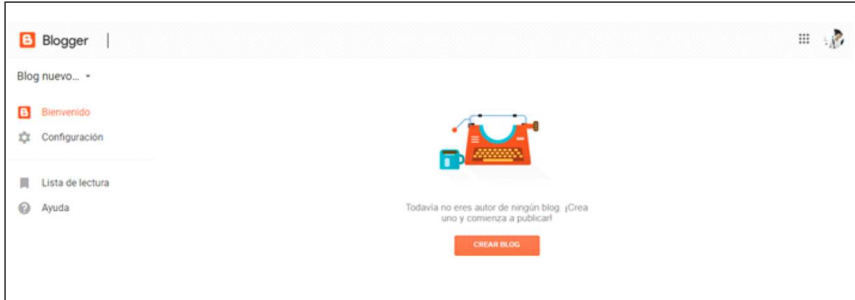 Blogger
Blog nuevo...
Bienvenido
Configuración
Lista de lectura
Ayuda
Todavía no eres autor de ningún blog. ¡Crea
uno y comienza a publicar!
CREAR BLOG